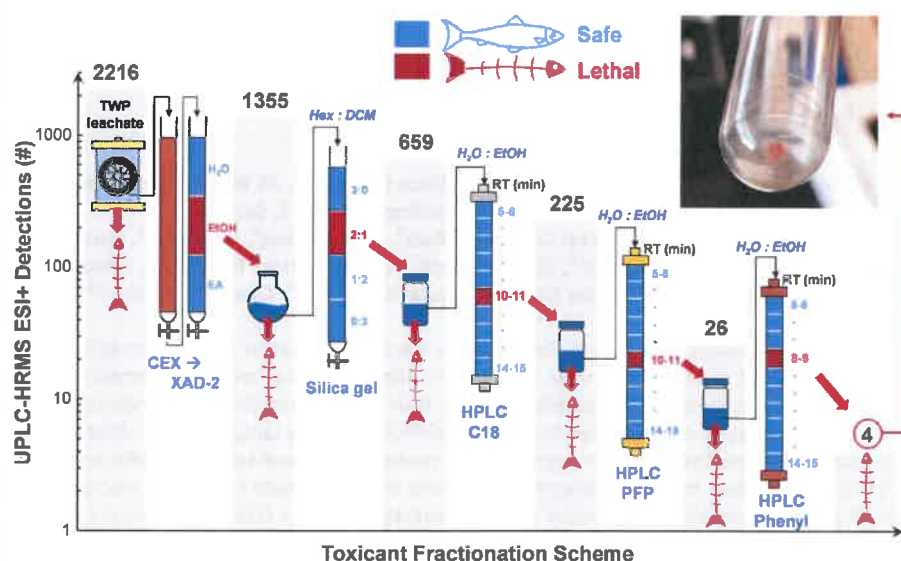 Safe
Lethal
2216
1355
659
225
26
4
TWP
leachate
H₂O
EtOH
EA
CEX →
XAD-2
Hex : DCM
3:0
2:1
1:2
0:3
Silica gel
H₂O : EtOH
RT (min)
5-6
10-11
14-15
HPLC
C18
H₂O : EtOH
RT (min)
5-6
10-11
14-15
HPLC
PFP
H₂O : EtOH
RT (min)
5-6
8-9
14-15
HPLC
Phenyl
UPLC-HRMS ESI+ Detections (#)
1000
100
10
1
Toxicant Fractionation Scheme